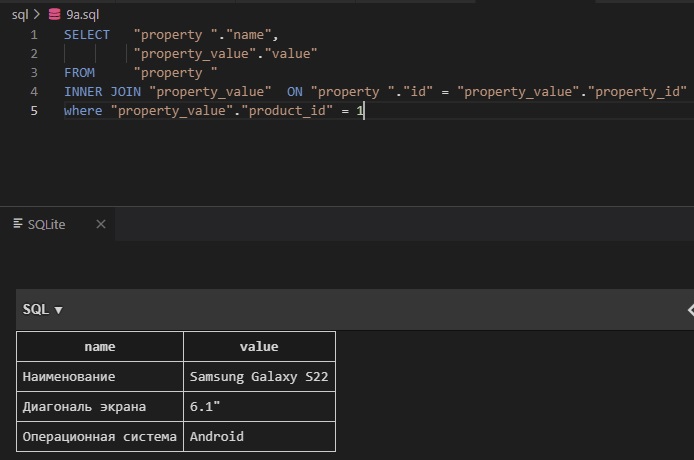 sql > 9a.sql
1 SELECT "property "."name",
2 "property_value"."value"
3 FROM "property "
4 INNER JOIN "property_value" ON "property "."id" = "property_value"."property_id"
5 where "property_value"."product_id" = 1
SQLite
SQL ▼
name value
Наименование Samsung Galaxy S22
Диагональ экрана 6.1"
Операционная система Android